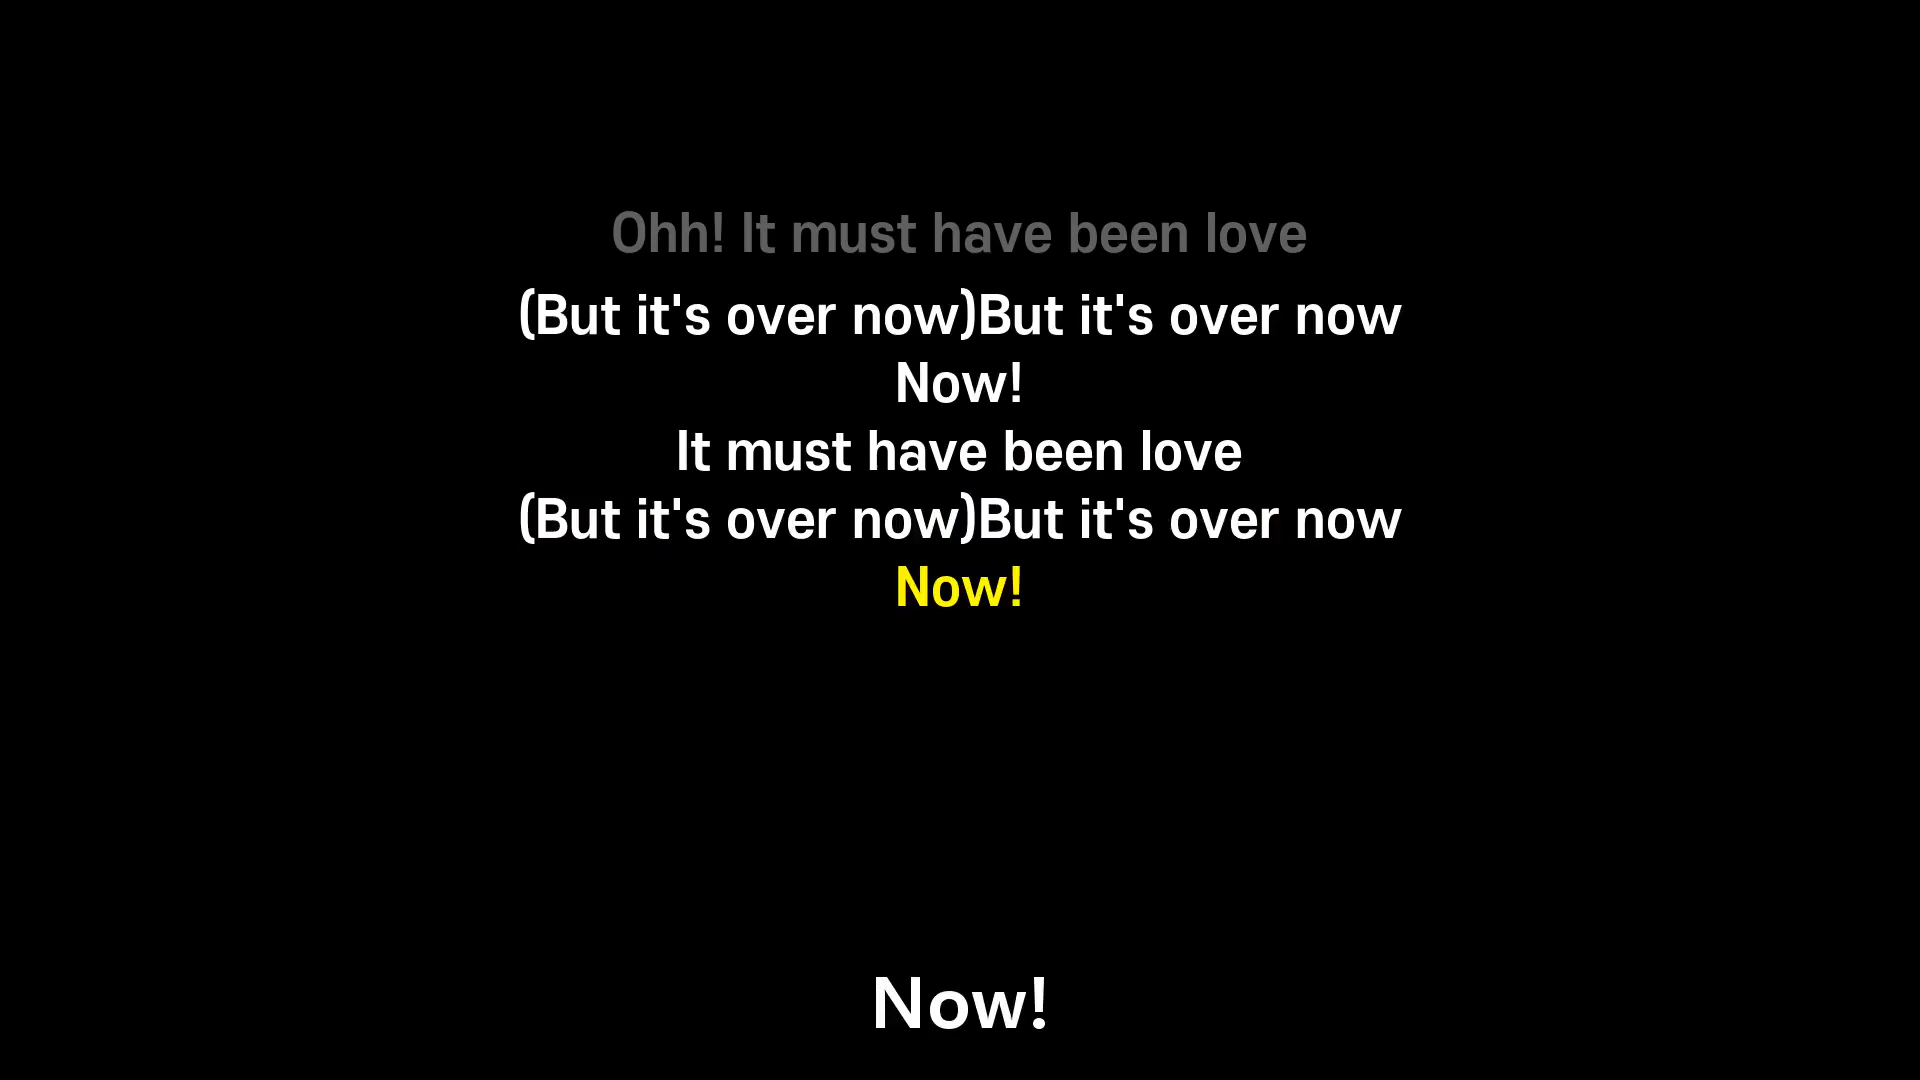 Ohh! It must have been love
(But it's over now)But it's over now
Now!
It must have been love
(But it's over now)But it's over now
Now!
Now!